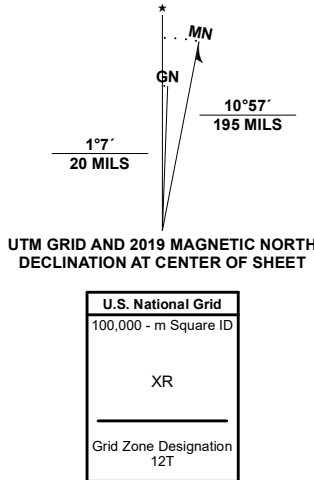 ★
MN
GN
10°57´
195 MILS
1°7´
20 MILS
UTM GRID AND 2019 MAGNETIC NORTH
DECLINATION AT CENTER OF SHEET
U.S. National Grid
100,000 - m Square ID
XR
Grid Zone Designation
12T